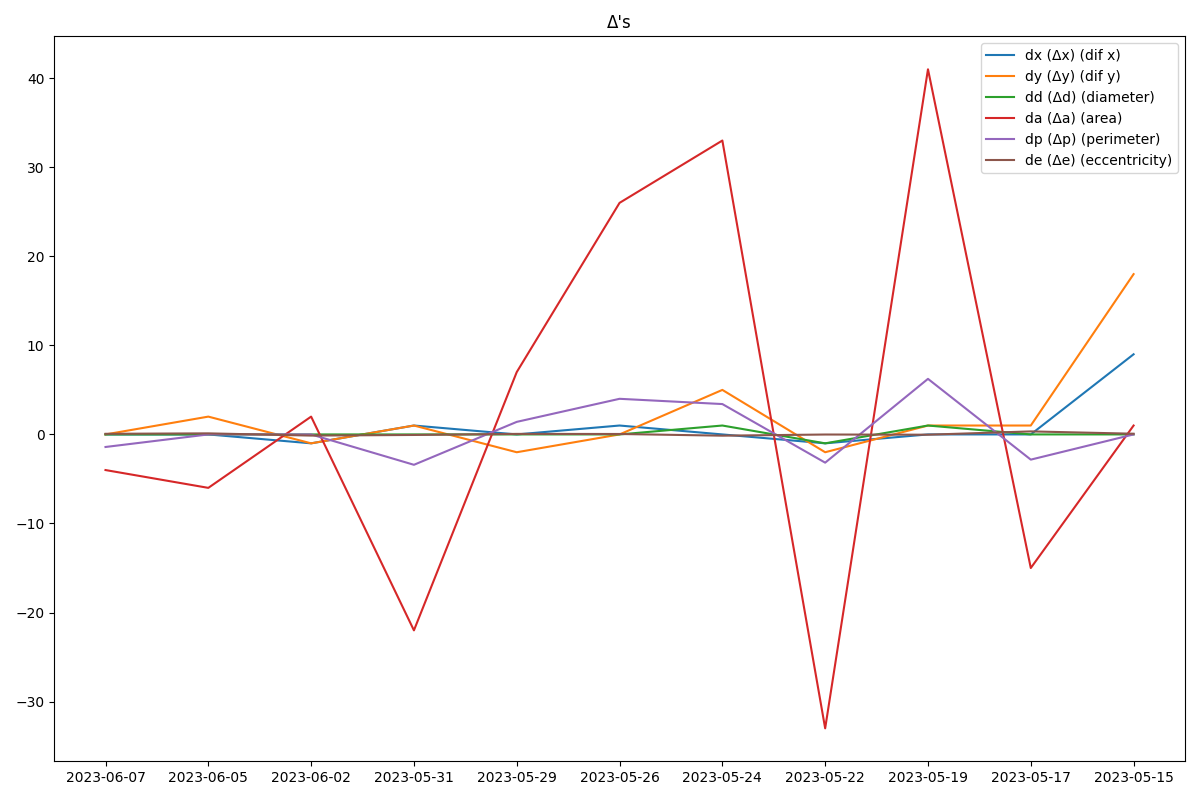 Δ's
dx (Δx) (dif x)
dy (Δy) (dif y)
dd (Δd) (diameter)
da (Δa) (area)
dp (Δp) (perimeter)
de (Δe) (eccentricity)
40
30
20
10
0
−10
−20
−30
2023-06-07 2023-06-05 2023-06-02 2023-05-31 2023-05-29 2023-05-26 2023-05-24 2023-05-22 2023-05-19 2023-05-17 2023-05-15